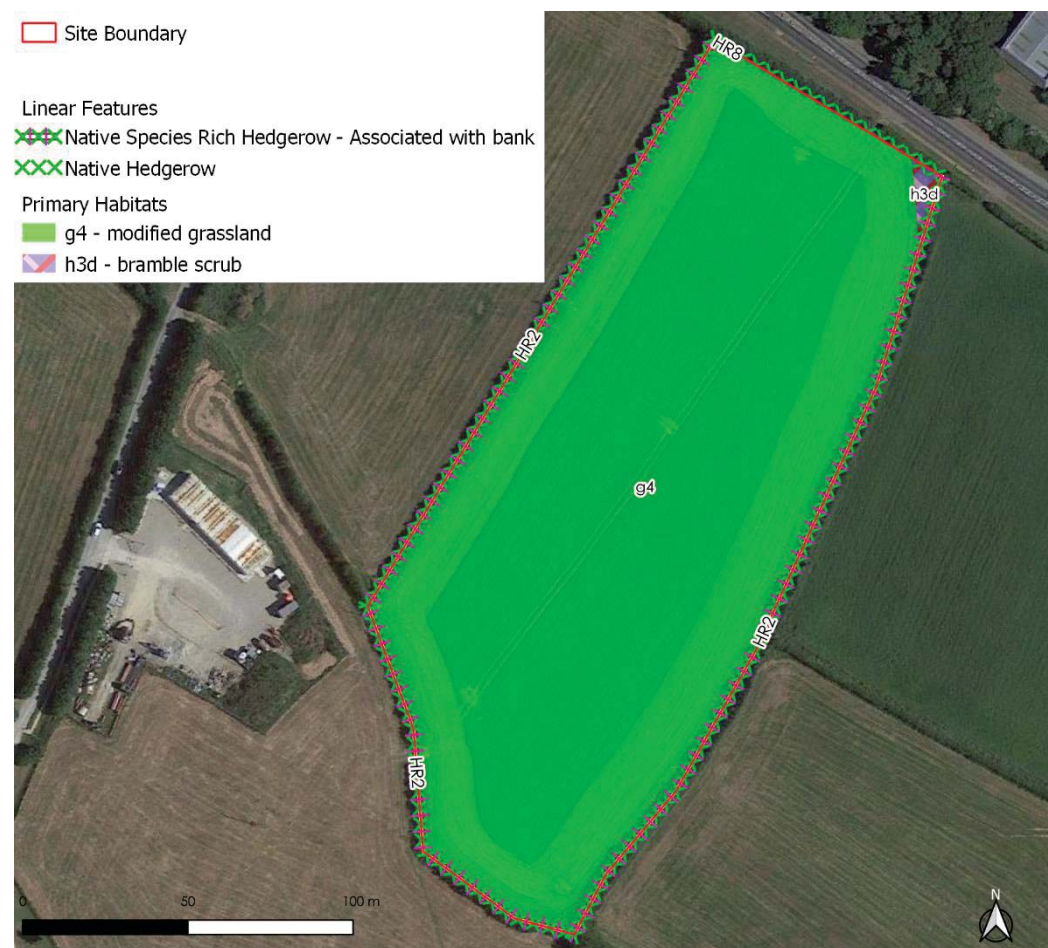 Site Boundary
Linear Features
Native Species Rich Hedgerow - Associated with bank
Native Hedgerow
Primary Habitats
g4 - modified grassland
h3d - bramble scrub
HR8
h3d
HR2
g4
HR2
HR2
0 50 100 m
N